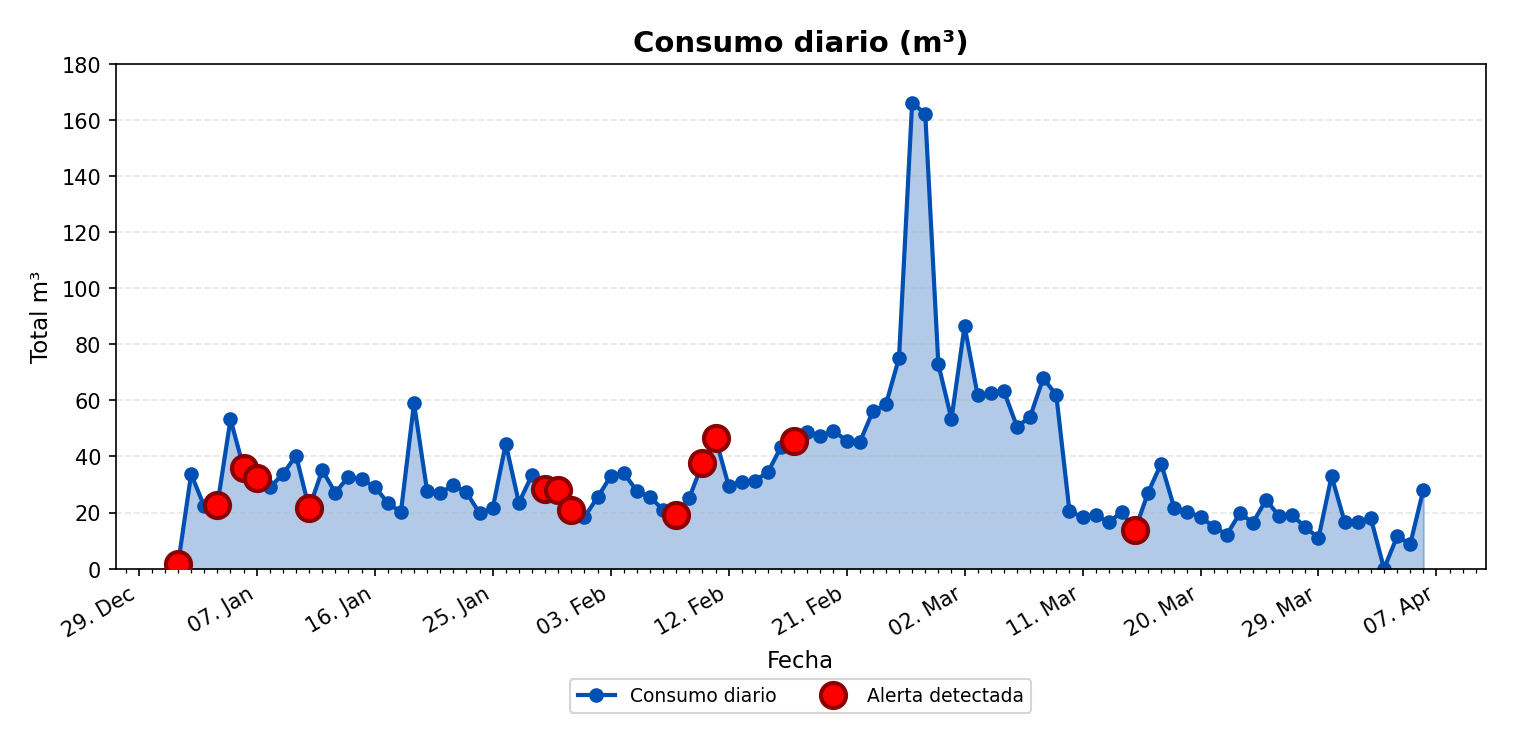 Consumo diario (m³)
180
160
140
120
100
80
60
40
20
0
Total m³
29. Dec
07. Jan
16. Jan
25. Jan
03. Feb
12. Feb
21. Feb
02. Mar
11. Mar
20. Mar
29. Mar
07. Apr
Fecha
Consumo diario
Alerta detectada